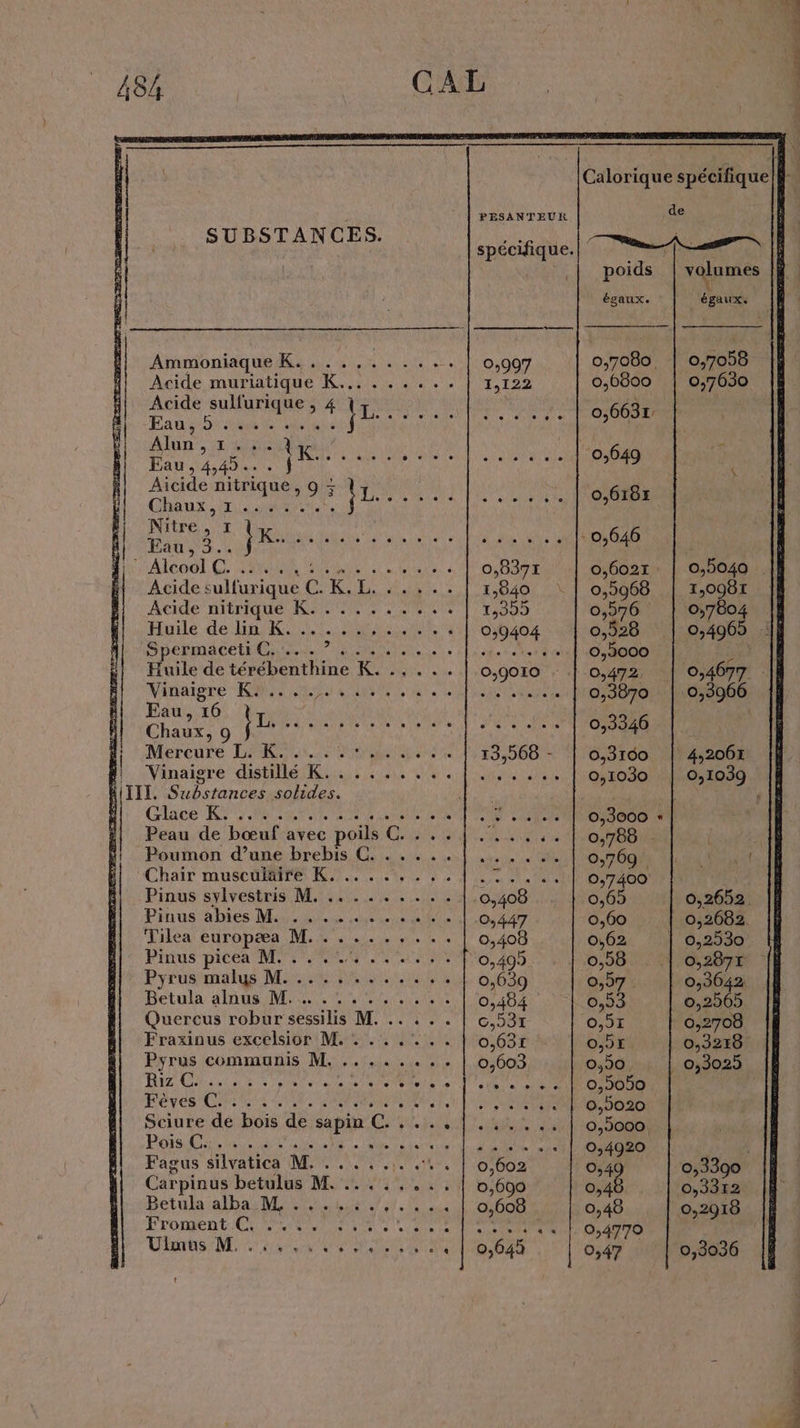 484 CAL
Calorique spécifique
PESANTEUR de
SUBSTANCES.
spécifique.
poids volumes
égaux. égaux.
Ammoniaque K. . . . . . . . . . . 0,997 0,7080 0,7058
Acide muriatique K... . . . . . . 1,122 0,6800 0,7630
Acide sulfurique, 4 } L. . . . . . . . . . . . 0,6631
Eau, 5 . . . . . . . .
Alun, 1 . . . . } K. . . . . . . . . . . . . 0,649
Eau, 4,45 . . .
Aicide nitrique, 9 ; } L. . . . . . . . . . . . 0,6181
Chaux, 1 . . . . . . .
Nitre, 1 } K. . . . . . . . . . . . . . . 0,646
Eau, 3. .
Alcool C. . . . . . . . . . . . . . 0,8371 0,6021 0,5040
Acide sulfurique C. K. L. . . . . . 1,840 0,5968 1,0981
Acide nitrique K. . . . . . . . . . 1,355 0,576 0,7804
Huile de lin K. . . . . . . . . . . 0,9404 0,528 0,4965
Spermaceti C. . . . . . . . . . . . . . . . . 0,5000
Huile de térébenthine K. . . . . . 0,9010 0,472 0,4677
Vinaigre K. . . . . . . . . . . . . . . . . . 0,3870 0,3966
Eau, 16 } L. . . . . . . . . . . . . . . . 0,3346
Chaux, 9
Mercure L. K. . . . . . . . . . . . 13,568 - 0,3100 4,2061
Vinaigre distillé K. . . . . . . . . . . . . . 0,1030 0,1039
III. Substances solides.
Glace K. . . . . . . . . . . . . . . . . . . . 0,3000
Peau de bœuf avec poils C. . . . . . . . . . 0,788
Poumon d'une brebis C. . . . . . . . . . . . 0,769
Chair musculaire K. . . . . . . . . . . . . . 0,7400
Pinus sylvestris M. . . . . . . . . . 0,408 0,65 0,2652
Pinus abies M. . . . . . . . . . . . 0,447 0,60 0,2682
Tilea europæa M. . . . . . . . . . . 0,408 0,62 0,2530
Pinus picea M. . . . . . . . . . . . 0,495 0,58 0,2871
Pyrus malus M. . . . . . . . . . . . 0,639 0,57 0,3642
Betula alnus M. . . . . . . . . . . . 0,484 0,53 0,2565
Quercus robur sessilis M. . . . . . 0,531 0,51 0,2708
Fraxinus excelsior M. . . . . . . . . 0,631 0,51 0,3218
Pyrus communis M. . . . . . . . . . 0,603 0,50 0,3025
Riz C. . . . . . . . . . . . . . . . . . . . . 0,5050
Fèves C. . . . . . . . . . . . . . . . . . . . 0,5020
Sciure de bois de sapin C. . . . . . . . . . 0,5000
Pois C. . . . . . . . . . . . . . . . . . . . . 0,4920
Fagus silvatica M. . . . . . . . . . 0,602 0,49 0,3390
Carpinus betulus M. . . . . . . . . . 0,690 0,48 0,3312
Betula alba M, . . . . . . . . . . . . 0,608 0,48 0,2918
Froment C. . . . . . . . . . . . . . . . . . . 0,4770
Ulmus M. . . . . . . . . . . . . . . 0,645 0,47 0,3036